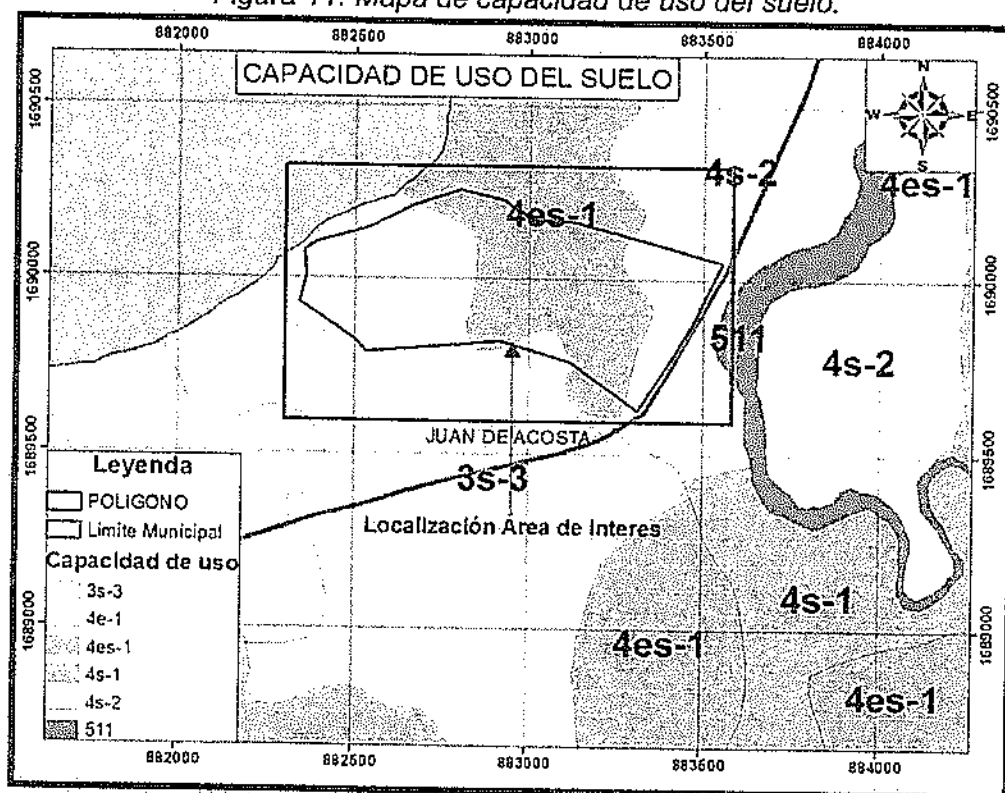 Figura 11. Mapa de capacidad de uso del suelo.
882000 882500 883000 883500 884000
CAPACIDAD DE USO DEL SUELO
N
W E
S
1690500 1690500
4s-2
4es-1
4es-1
1690000 1690000
511
4s-2
JUAN DE ACOSTA
1689500 1689500
3s-3
Localización Area de Interes
Leyenda
POLIGONO
Limite Municipal
Capacidad de uso
3s-3
4e-1
4es-1
4s-1
4s-2
511
4s-1
4es-1
1689000 1689000
4es-1
882000 882500 883000 883500 884000